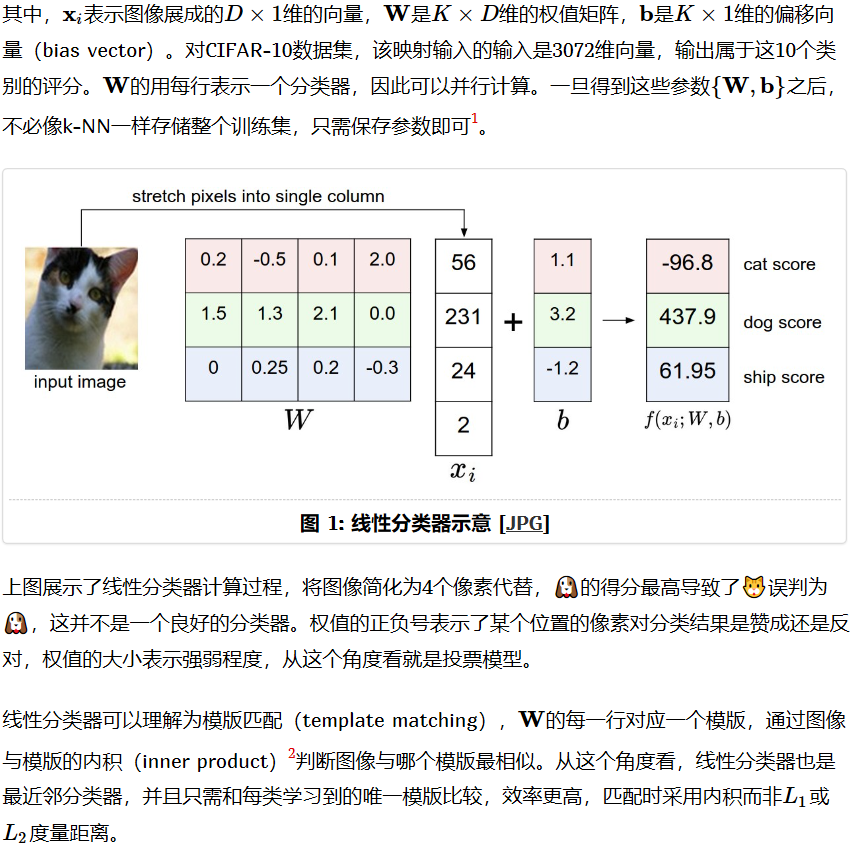 其中，𝐱ᵢ表示图像展成的D × 1维的向量，𝐖是K × D维的权值矩阵，𝐛是K × 1维的偏移向
量（bias vector）。对CIFAR-10数据集，该映射输入的输入是3072维向量，输出属于这10个类
别的评分。𝐖的用每行表示一个分类器，因此可以并行计算。一旦得到这些参数{𝐖, 𝐛}之后，
不必像k-NN一样存储整个训练集，只需保存参数即可¹。
stretch pixels into single column
input image
0.2 -0.5 0.1 2.0
1.5 1.3 2.1 0.0
0 0.25 0.2 -0.3
W
56
231
24
2
xᵢ
+
1.1
3.2
-1.2
b
-96.8 cat score
437.9 dog score
61.95 ship score
f(xᵢ; W, b)
图 1: 线性分类器示意 [JPG]
上图展示了线性分类器计算过程，将图像简化为4个像素代替，🐶的得分最高导致了🐱误判为
🐶，这并不是一个良好的分类器。权值的正负号表示了某个位置的像素对分类结果是赞成还是反
对，权值的大小表示强弱程度，从这个角度看就是投票模型。
线性分类器可以理解为模版匹配（template matching），𝐖的每一行对应一个模版，通过图像
与模版的内积（inner product）²判断图像与哪个模版最相似。从这个角度看，线性分类器也是
最近邻分类器，并且只需和每类学习到的唯一模版比较，效率更高，匹配时采用内积而非L₁或
L₂度量距离。